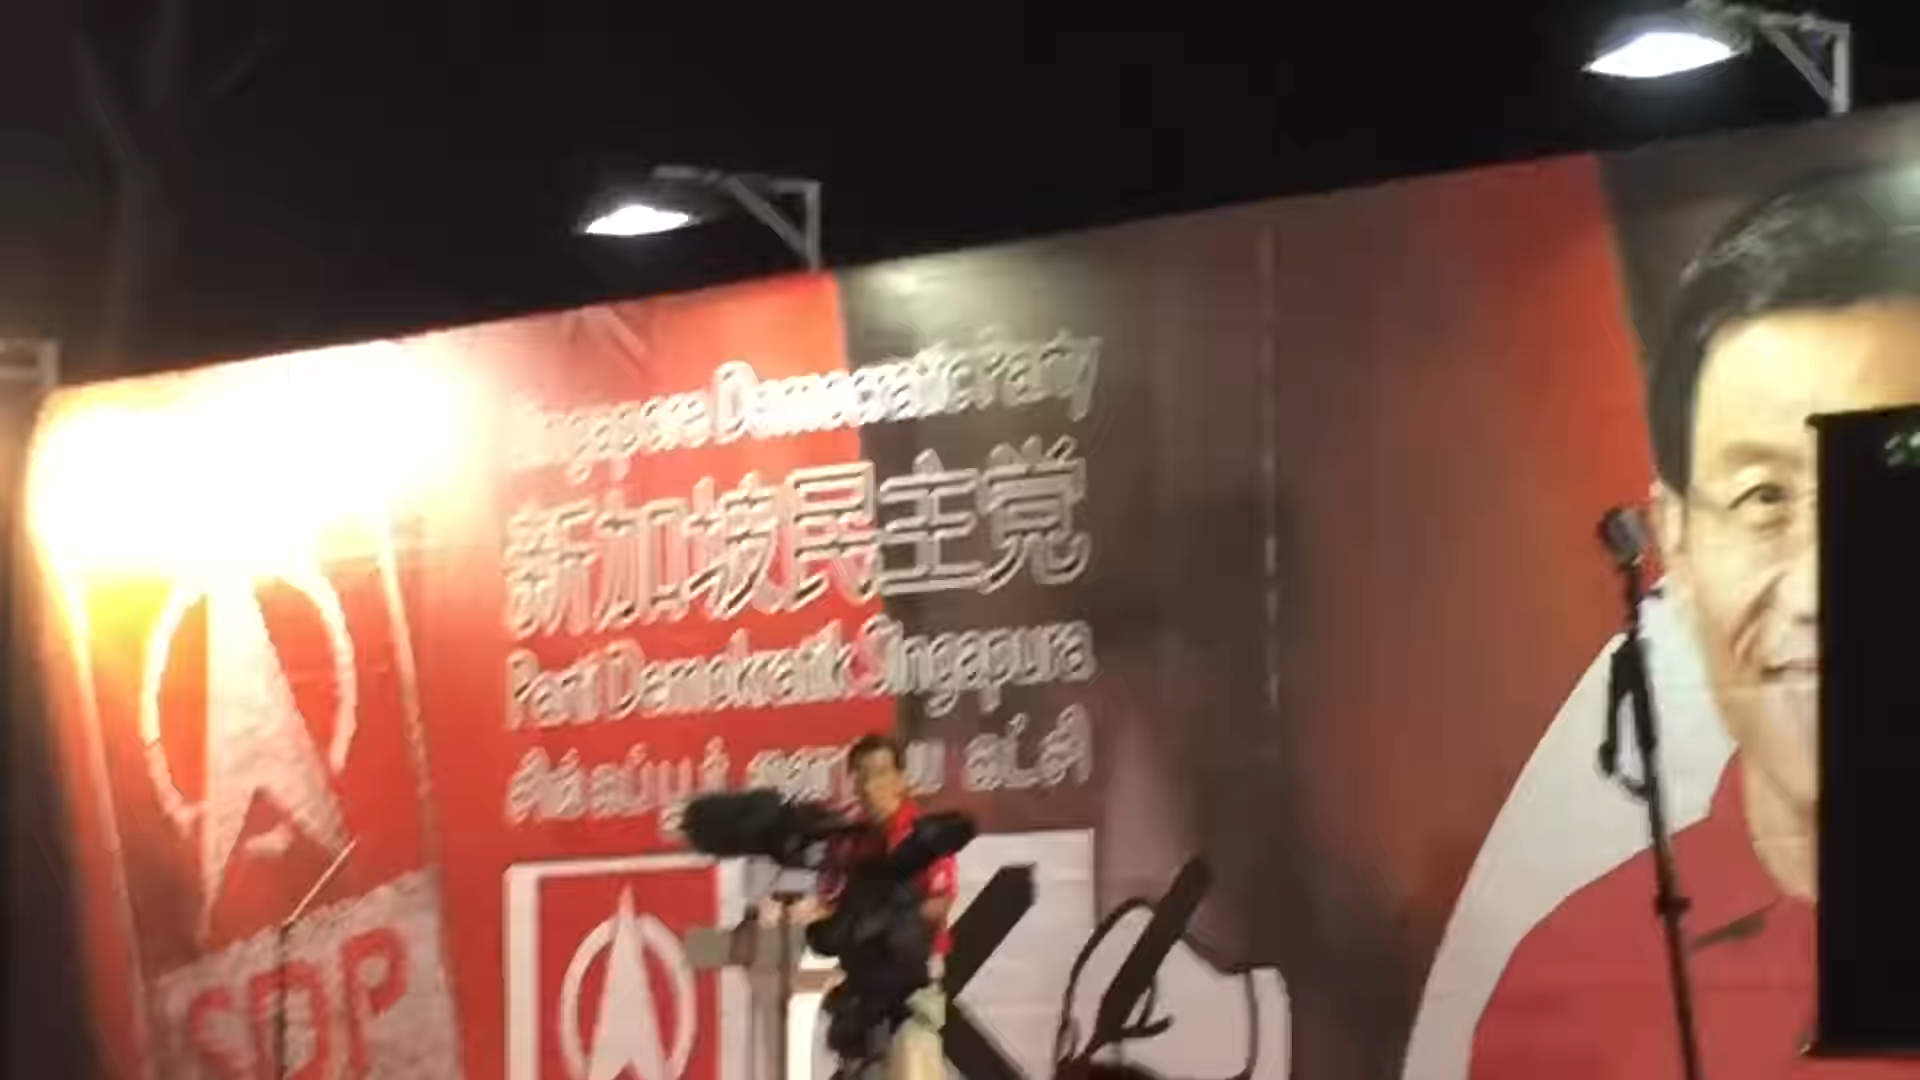 Singapore Democratic Party
新加坡民主党
Parti Demokratik Singapura
SDP